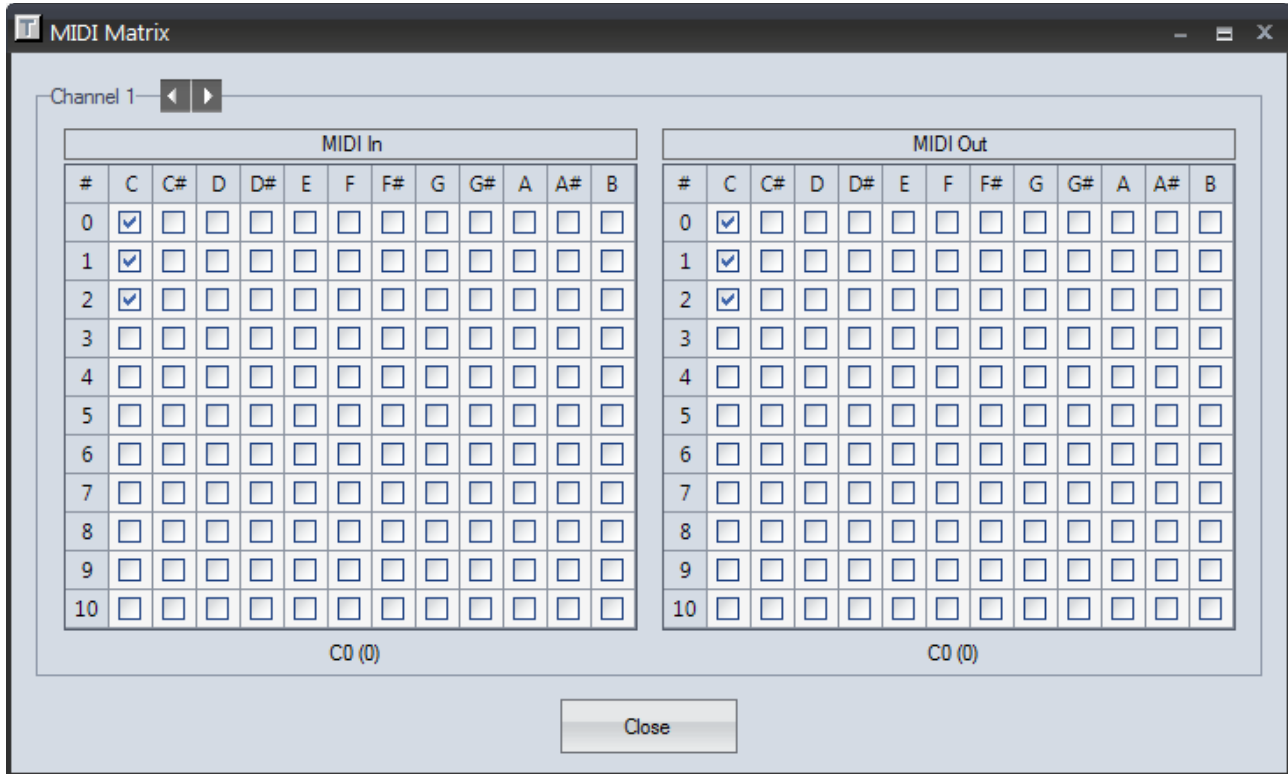 T MIDI Matrix
Channel 1
MIDI In MIDI Out
# C C# D D# E F F# G G# A A# B # C C# D D# E F F# G G# A A# B
0 0
1 1
2 2
3 3
4 4
5 5
6 6
7 7
8 8
9 9
10 10
C0 (0) C0 (0)
Close